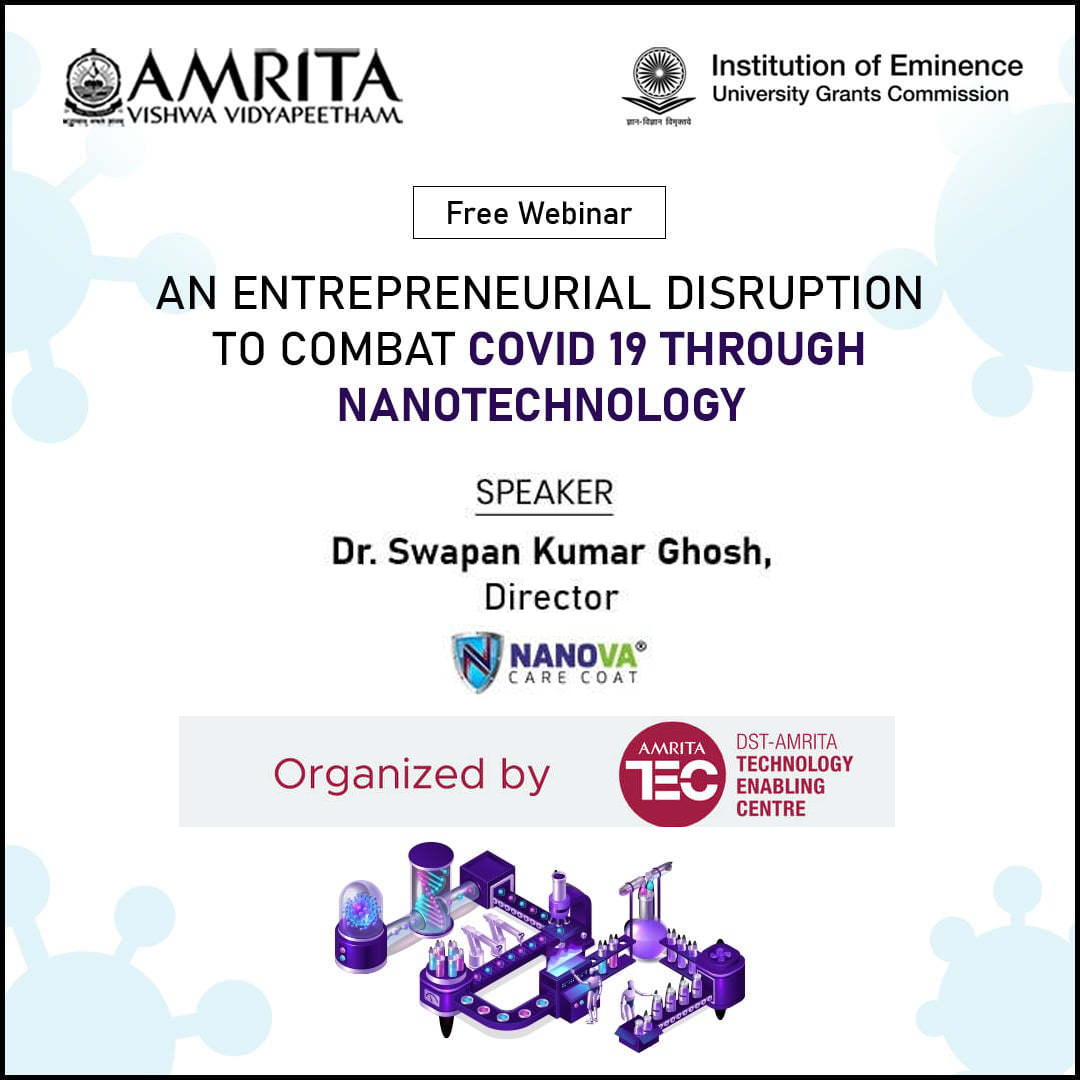 AMRITA
VISHWA VIDYAPEETHAM
Institution of Eminence
University Grants Commission
ज्ञान-विज्ञान विमुक्तये
Free Webinar
AN ENTREPRENEURIAL DISRUPTION
TO COMBAT COVID 19 THROUGH
NANOTECHNOLOGY
SPEAKER
Dr. Swapan Kumar Ghosh,
Director
NANOVA®
CARE COAT
Organized by
AMRITA
TEC
DST-AMRITA
TECHNOLOGY
ENABLING
CENTRE